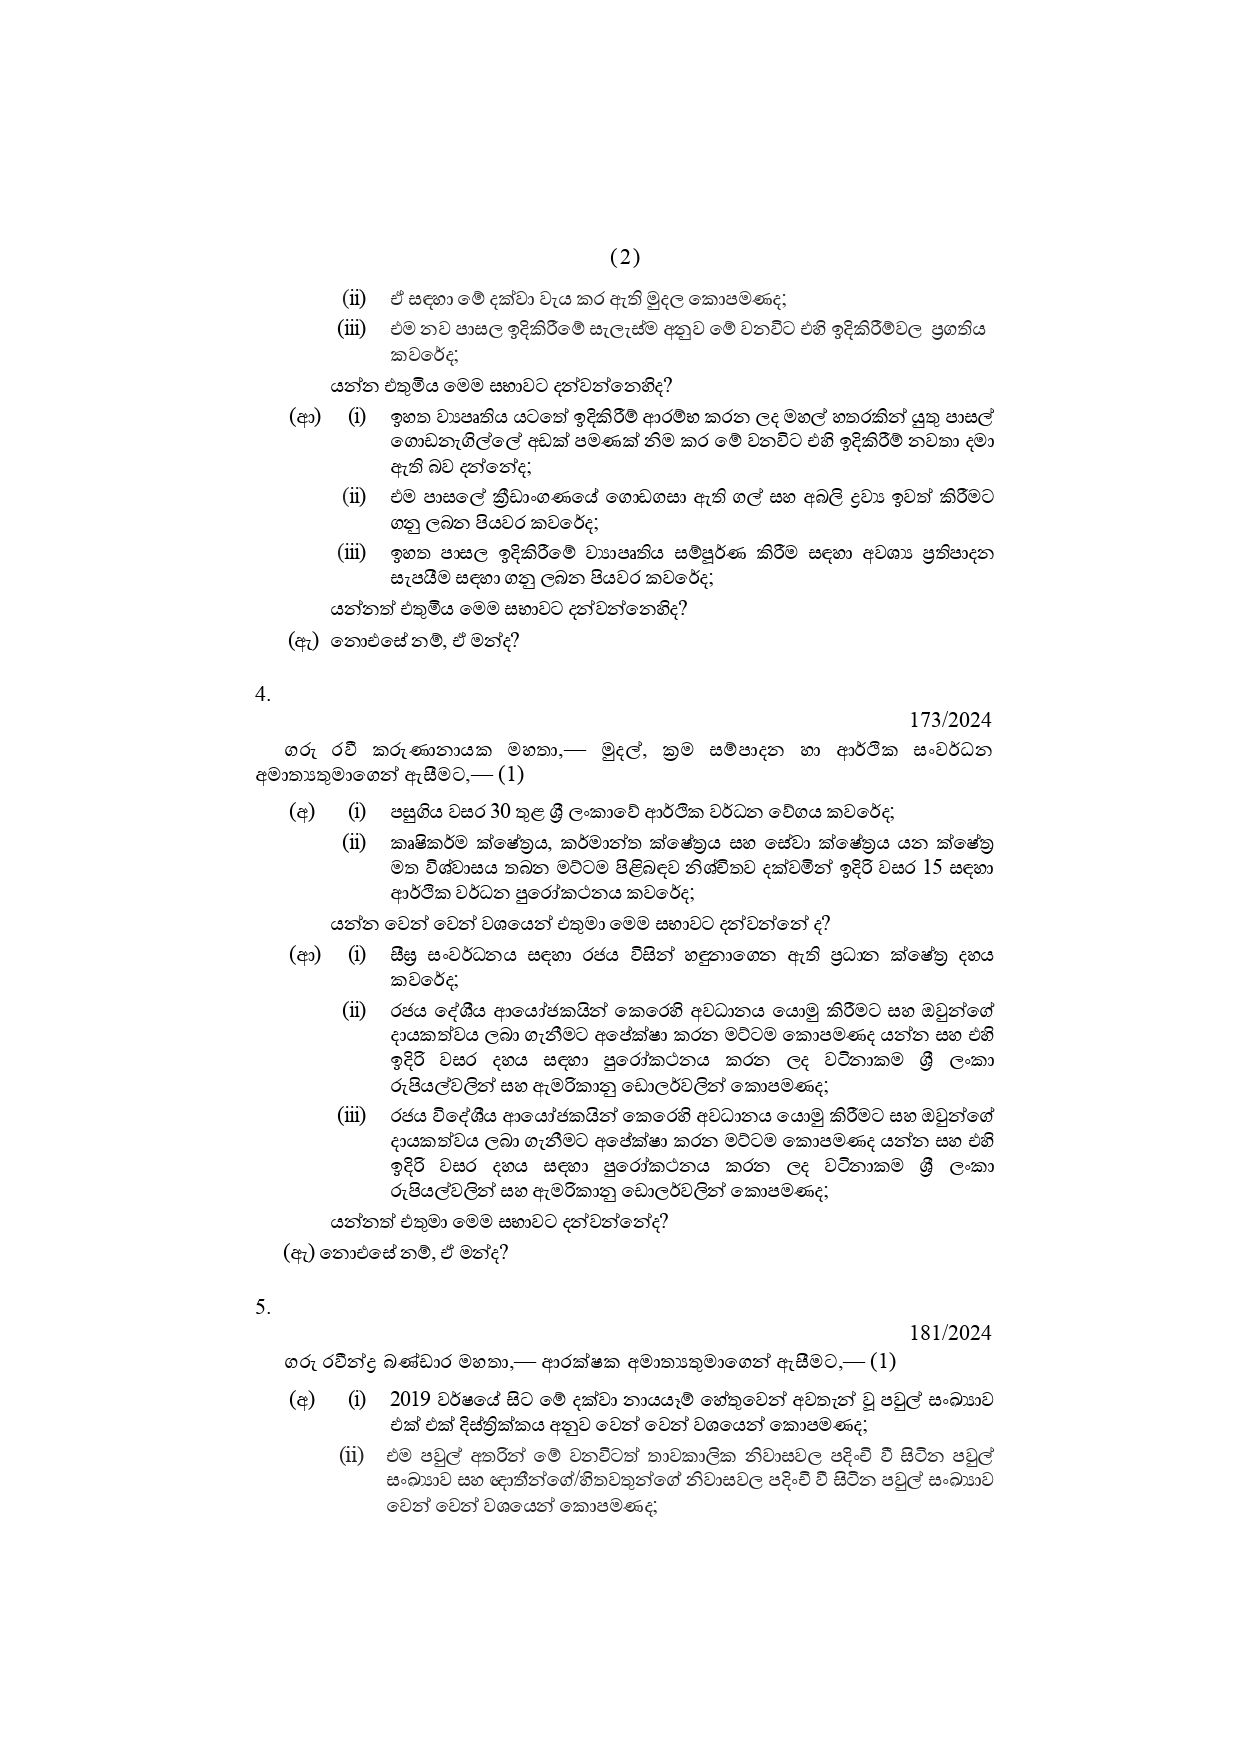 (2)
(ii) ඒ සඳහා මේ දක්වා වැය කර ඇති මුදල කොපමණද;
(iii) එම නව පාසල ඉදිකිරීමේ සැලැස්ම අනුව මේ වනවිට එහි ඉදිකිරීම්වල ප්‍රගතිය
කවරේද;
යන්න එතුමිය මෙම සභාවට දන්වන්නෙහිද?
(ආ) (i) ඉහත ව්‍යපෘතිය යටතේ ඉදිකිරීම් ආරම්භ කරන ලද මහල් හතරකින් යුතු පාසල්
ගොඩනැගිල්ලේ අඩක් පමණක් නිම කර මේ වනවිට එහි ඉදිකිරීම් නවතා දමා
ඇති බව දන්නේද;
(ii) එම පාසලේ ක්‍රීඩාංගණයේ ගොඩගසා ඇති ගල් සහ අබලි ද්‍රව්‍ය ඉවත් කිරීමට
ගනු ලබන පියවර කවරේද;
(iii) ඉහත පාසල ඉදිකිරීමේ ව්‍යාපෘතිය සම්පූර්ණ කිරීම සඳහා අවශ්‍ය ප්‍රතිපාදන
සැපයීම සඳහා ගනු ලබන පියවර කවරේද;
යන්නත් එතුමිය මෙම සභාවට දන්වන්නෙහිද?
(ඇ) නොඑසේ නම්, ඒ මන්ද?
4.
173/2024
ගරු රවී කරුණානායක මහතා,— මුදල්, ක්‍රම සම්පාදන හා ආර්ථික සංවර්ධන
අමාත්‍යතුමාගෙන් ඇසීමට,— (1)
(අ) (i) පසුගිය වසර 30 තුළ ශ්‍රී ලංකාවේ ආර්ථික වර්ධන වේගය කවරේද;
(ii) කෘෂිකර්ම ක්ෂේත්‍රය, කර්මාන්ත ක්ෂේත්‍රය සහ සේවා ක්ෂේත්‍රය යන ක්ෂේත්‍ර
මත විශ්වාසය තබන මට්ටම පිළිබඳව නිශ්චිතව දක්වමින් ඉදිරි වසර 15 සඳහා
ආර්ථික වර්ධන පුරෝකථනය කවරේද;
යන්න වෙන් වෙන් වශයෙන් එතුමා මෙම සභාවට දන්වන්නේ ද?
(ආ) (i) සීඝ්‍ර සංවර්ධනය සඳහා රජය විසින් හඳුනාගෙන ඇති ප්‍රධාන ක්ෂේත්‍ර දහය
කවරේද;
(ii) රජය දේශීය ආයෝජකයින් කෙරෙහි අවධානය යොමු කිරීමට සහ ඔවුන්ගේ
දායකත්වය ලබා ගැනීමට අපේක්ෂා කරන මට්ටම කොපමණද යන්න සහ එහි
ඉදිරි වසර දහය සඳහා පුරෝකථනය කරන ලද වටිනාකම ශ්‍රී ලංකා
රුපියල්වලින් සහ ඇමරිකානු ඩොලර්වලින් කොපමණද;
(iii) රජය විදේශීය ආයෝජකයින් කෙරෙහි අවධානය යොමු කිරීමට සහ ඔවුන්ගේ
දායකත්වය ලබා ගැනීමට අපේක්ෂා කරන මට්ටම කොපමණද යන්න සහ එහි
ඉදිරි වසර දහය සඳහා පුරෝකථනය කරන ලද වටිනාකම ශ්‍රී ලංකා
රුපියල්වලින් සහ ඇමරිකානු ඩොලර්වලින් කොපමණද;
යන්නත් එතුමා මෙම සභාවට දන්වන්නේද?
(ඇ) නොඑසේ නම්, ඒ මන්ද?
5.
181/2024
ගරු රවීන්ද්‍ර බණ්ඩාර මහතා,— ආරක්ෂක අමාත්‍යතුමාගෙන් ඇසීමට,— (1)
(අ) (i) 2019 වර්ෂයේ සිට මේ දක්වා නායයෑම් හේතුවෙන් අවතැන් වූ පවුල් සංඛ්‍යාව
එක් එක් දිස්ත්‍රික්කය අනුව වෙන් වෙන් වශයෙන් කොපමණද;
(ii) එම පවුල් අතරින් මේ වනවිටත් තාවකාලික නිවාසවල පදිංචි වී සිටින පවුල්
සංඛ්‍යාව සහ ඥාතීන්ගේ/හිතවතුන්ගේ නිවාසවල පදිංචි වී සිටින පවුල් සංඛ්‍යාව
වෙන් වෙන් වශයෙන් කොපමණද;